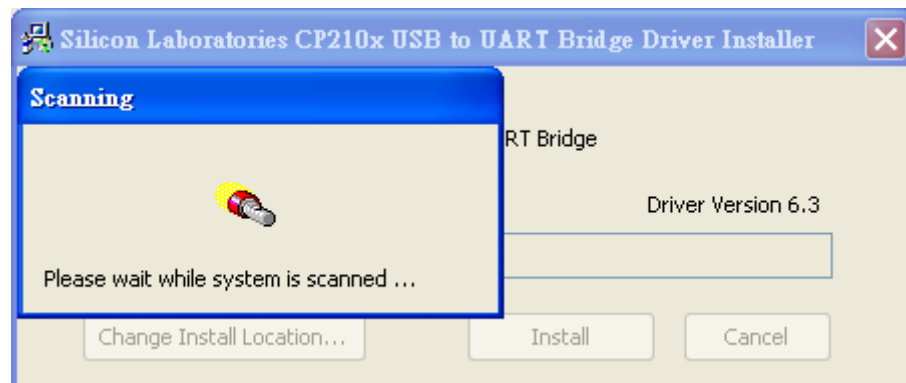 Silicon Laboratories CP210x USB to UART Bridge Driver Installer
Scanning
RT Bridge
Driver Version 6.3
Please wait while system is scanned ...
Change Install Location...
Install
Cancel